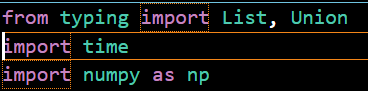 from typing import List, Union
import time
import numpy as np